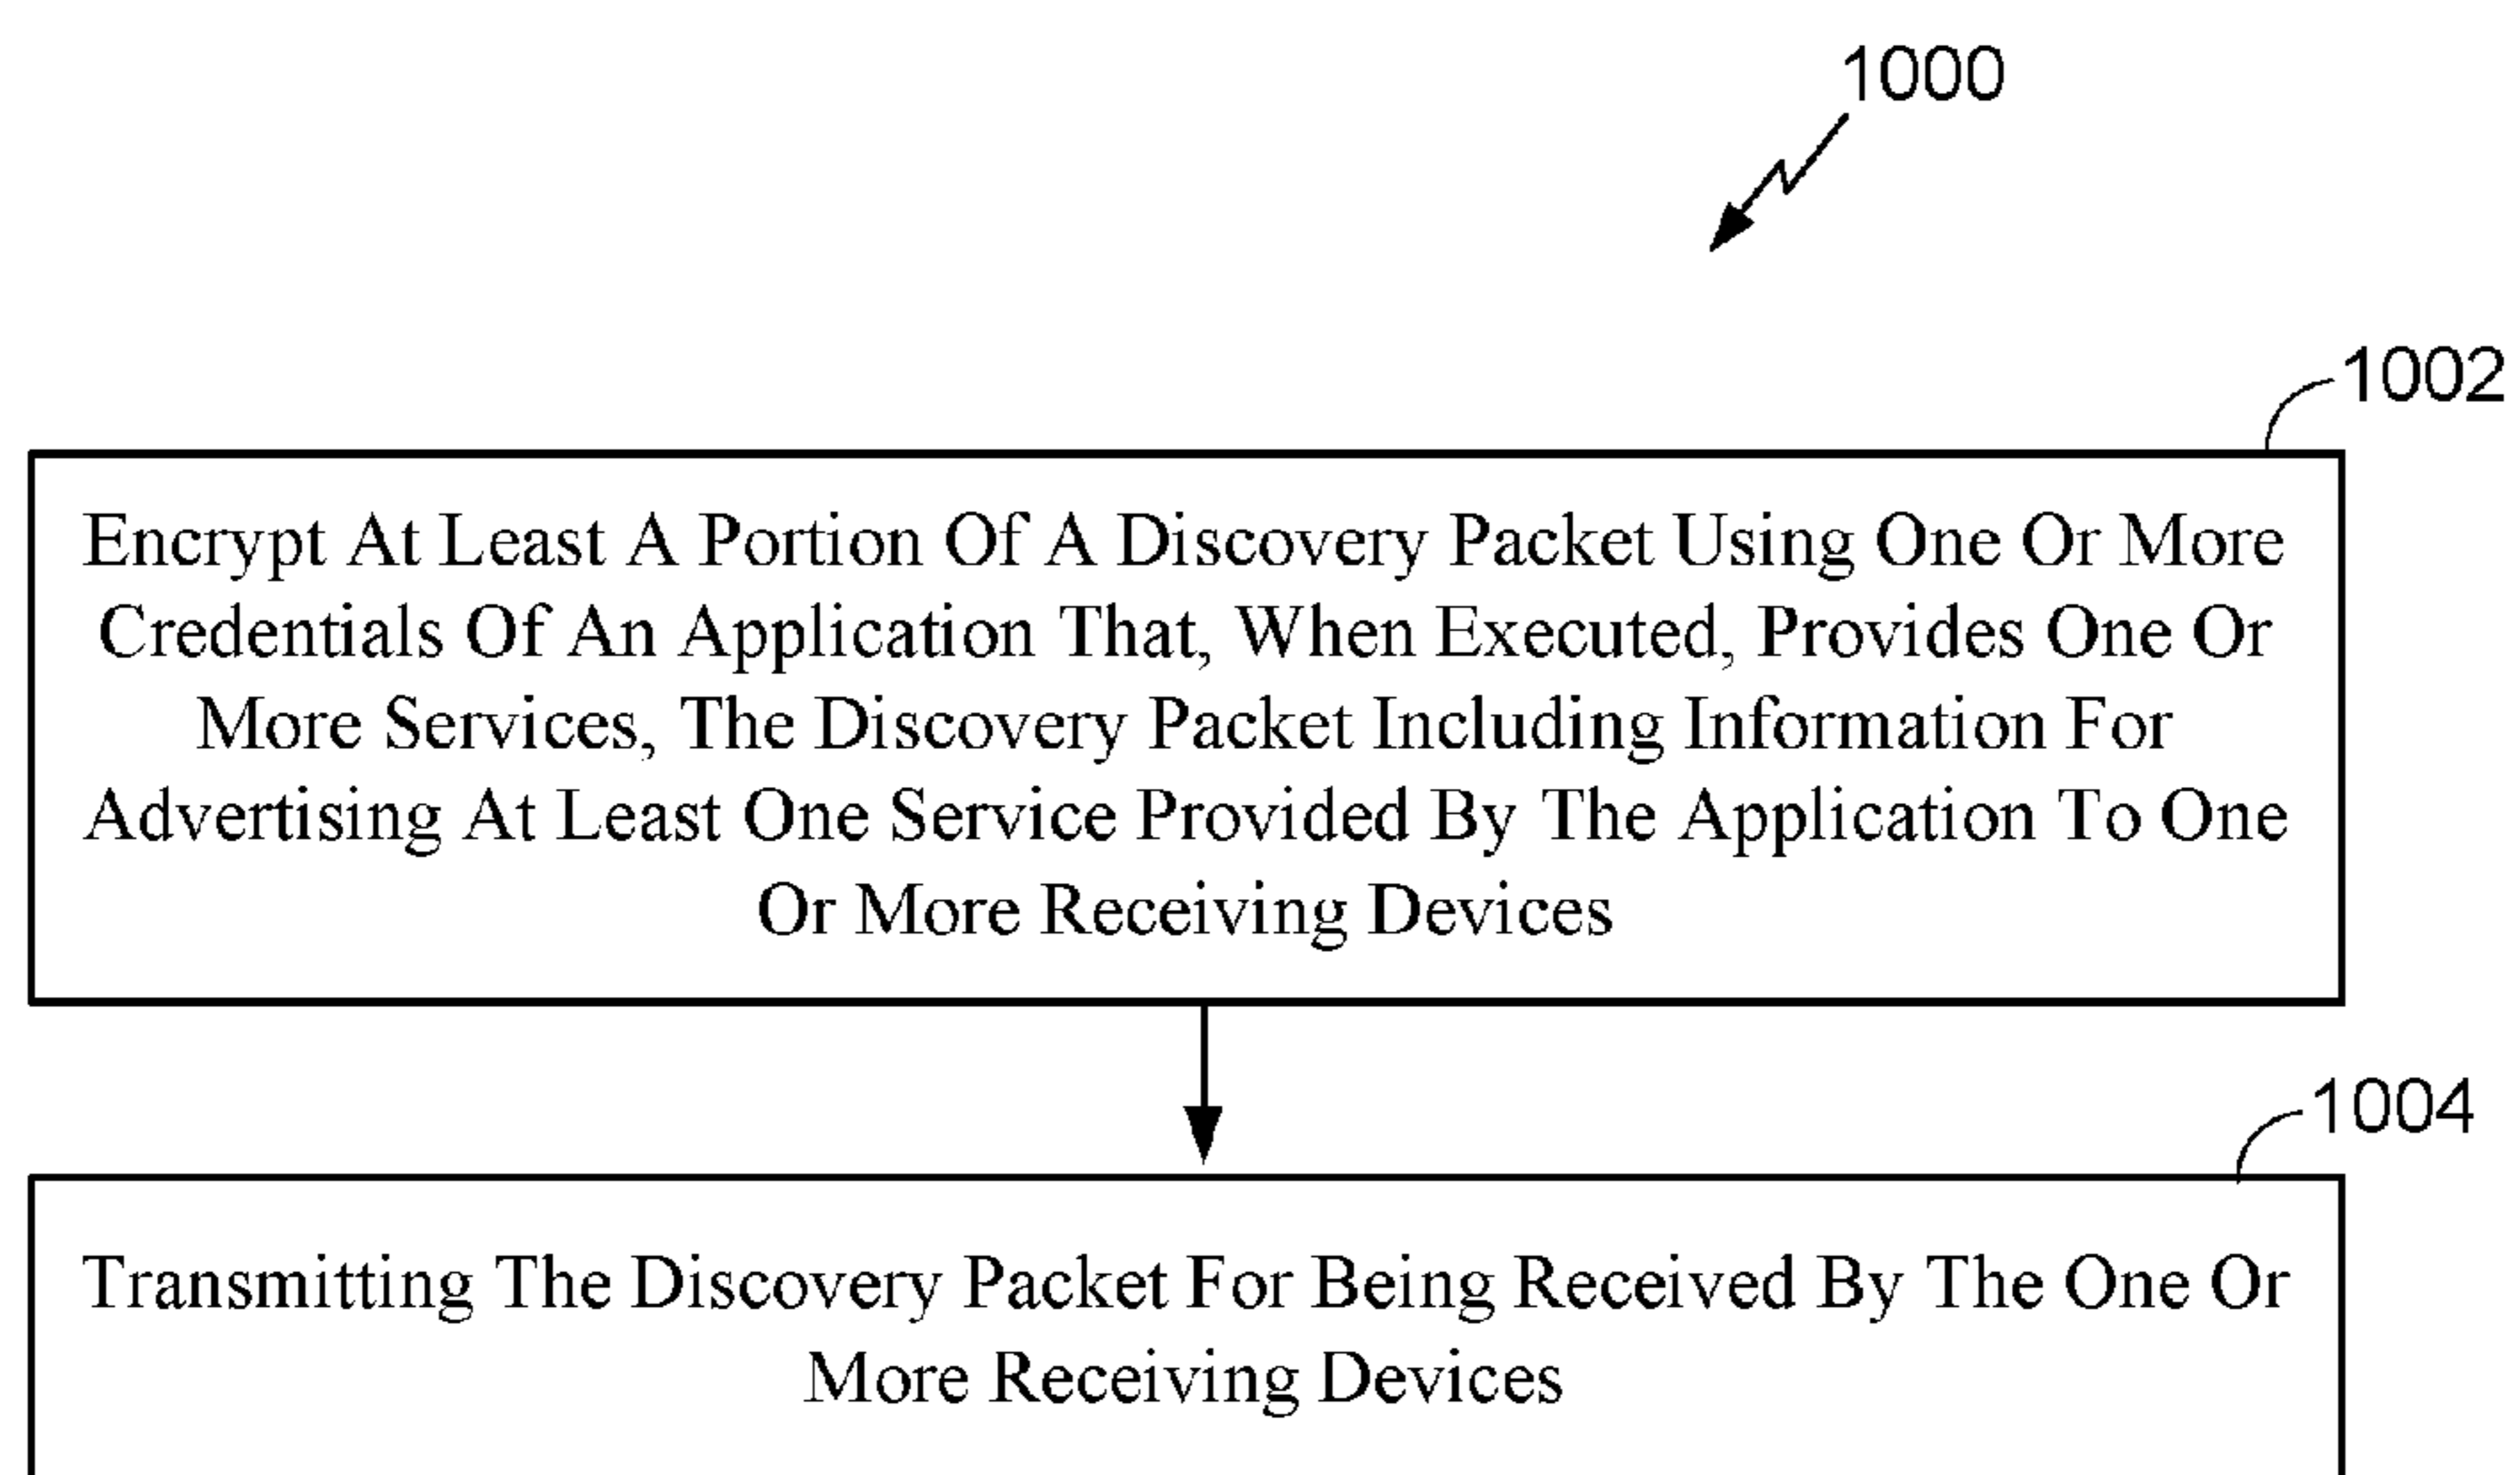 1000
1002
Encrypt At Least A Portion Of A Discovery Packet Using One Or More
Credentials Of An Application That, When Executed, Provides One Or
More Services, The Discovery Packet Including Information For
Advertising At Least One Service Provided By The Application To One
Or More Receiving Devices
1004
Transmitting The Discovery Packet For Being Received By The One Or
More Receiving Devices